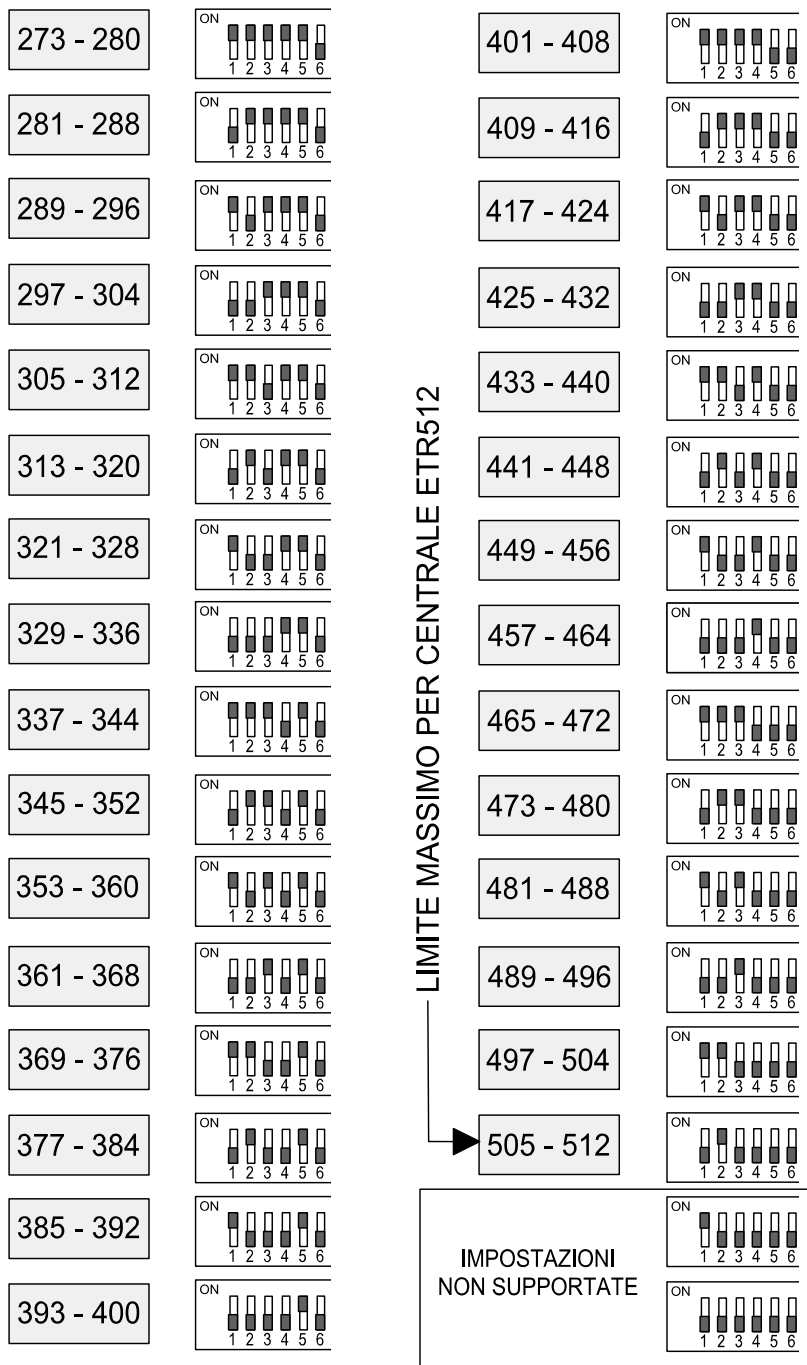 273 - 280
ON
1 2 3 4 5 6
281 - 288
ON
1 2 3 4 5 6
289 - 296
ON
1 2 3 4 5 6
297 - 304
ON
1 2 3 4 5 6
305 - 312
ON
1 2 3 4 5 6
313 - 320
ON
1 2 3 4 5 6
321 - 328
ON
1 2 3 4 5 6
329 - 336
ON
1 2 3 4 5 6
337 - 344
ON
1 2 3 4 5 6
345 - 352
ON
1 2 3 4 5 6
353 - 360
ON
1 2 3 4 5 6
361 - 368
ON
1 2 3 4 5 6
369 - 376
ON
1 2 3 4 5 6
377 - 384
ON
1 2 3 4 5 6
385 - 392
ON
1 2 3 4 5 6
393 - 400
ON
1 2 3 4 5 6
LIMITE MASSIMO PER CENTRALE ETR512
401 - 408
ON
1 2 3 4 5 6
409 - 416
ON
1 2 3 4 5 6
417 - 424
ON
1 2 3 4 5 6
425 - 432
ON
1 2 3 4 5 6
433 - 440
ON
1 2 3 4 5 6
441 - 448
ON
1 2 3 4 5 6
449 - 456
ON
1 2 3 4 5 6
457 - 464
ON
1 2 3 4 5 6
465 - 472
ON
1 2 3 4 5 6
473 - 480
ON
1 2 3 4 5 6
481 - 488
ON
1 2 3 4 5 6
489 - 496
ON
1 2 3 4 5 6
497 - 504
ON
1 2 3 4 5 6
505 - 512
ON
1 2 3 4 5 6
IMPOSTAZIONI
NON SUPPORTATE
ON
1 2 3 4 5 6
ON
1 2 3 4 5 6